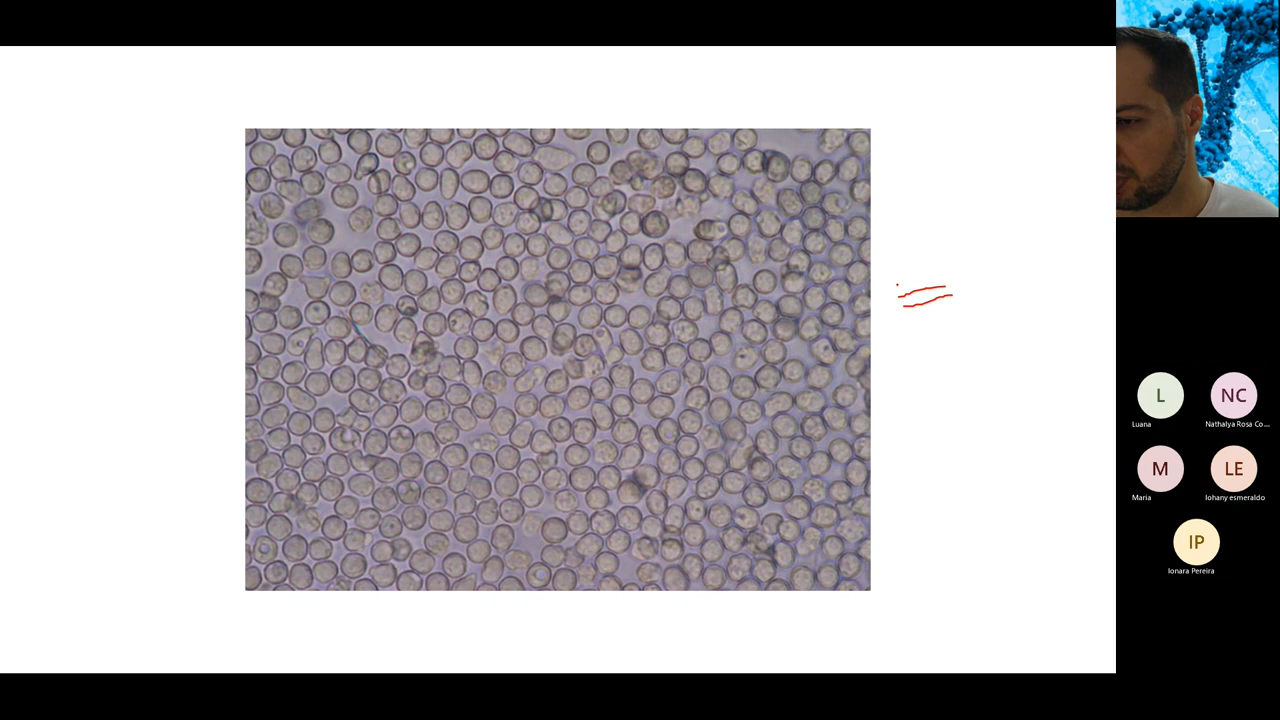 L
NC
Luana
Nathalya Rosa Co...
M
LE
Maria
Iohany esmeraldo
IP
Ionara Pereira